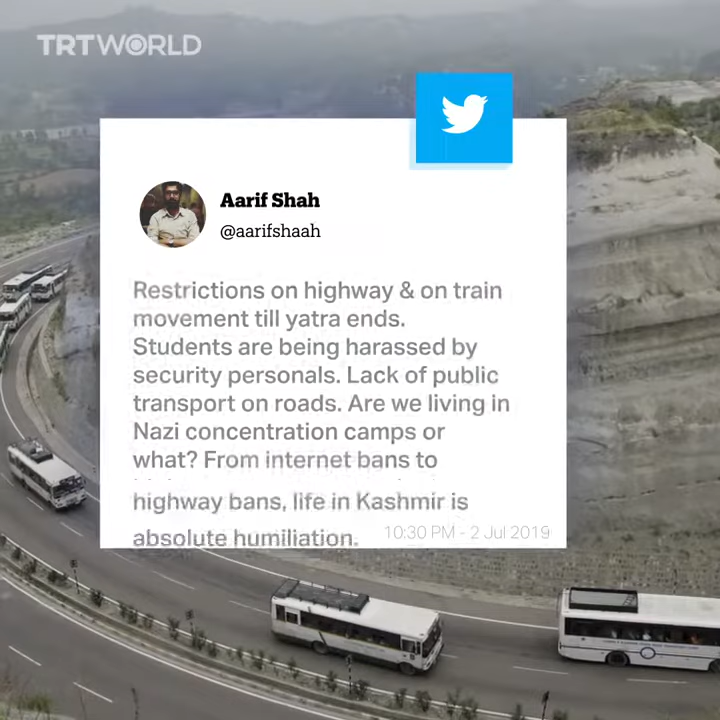 TRTWORLD
Aarif Shah
@aarifshaah
Restrictions on highway & on train
movement till yatra ends.
Students are being harassed by
security personals. Lack of public
transport on roads. Are we living in
Nazi concentration camps or
what? From internet bans to
highway bans, life in Kashmir is
absolute humiliation.
10:30 PM - 2 Jul 2019